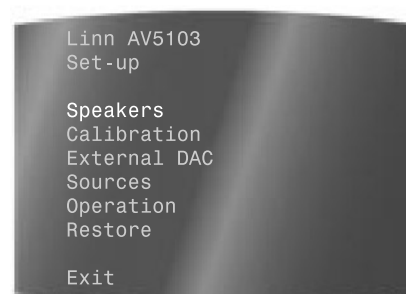 Linn AV5103
Set-up
Speakers
Calibration
External DAC
Sources
Operation
Restore
Exit